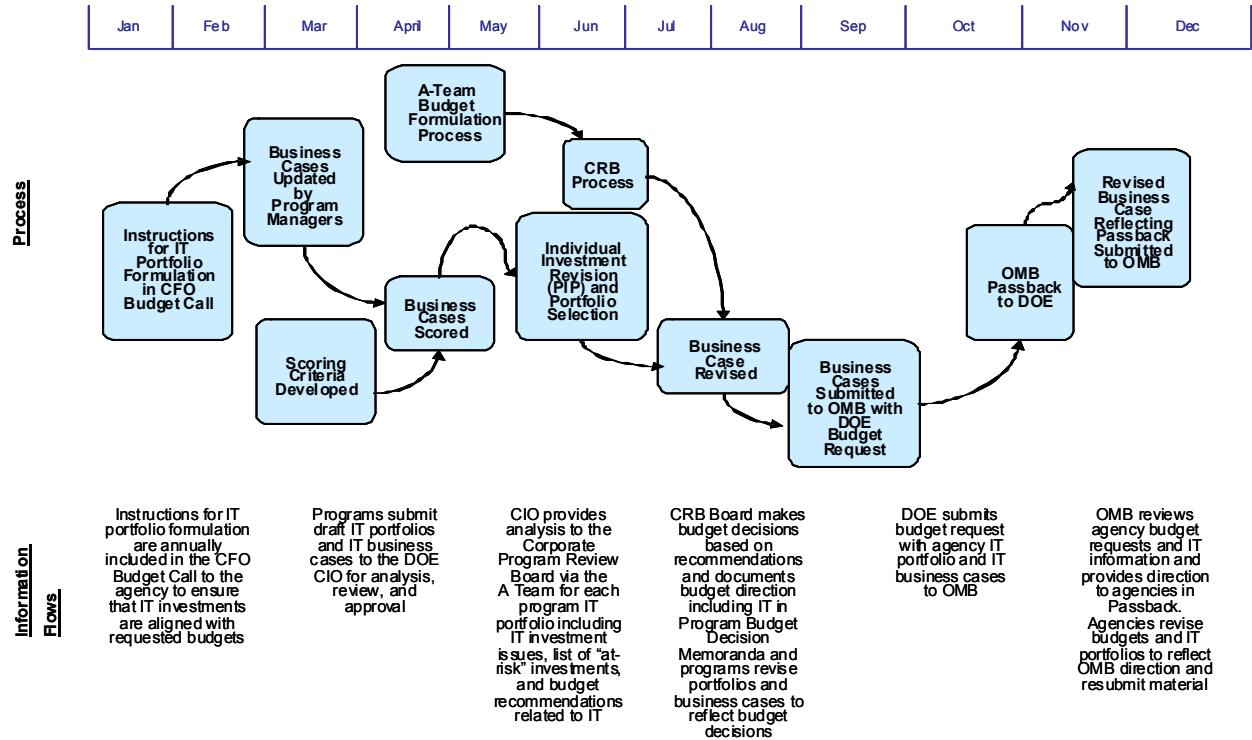 Jan Feb Mar April May Jun Jul Aug Sep Oct Nov Dec
Process
Instructions
for IT
Portfolio
Formulation
in CFO
Budget Call
Business
Cases
Updated
by
Program
Managers
Scoring
Criteria
Developed
A-Team
Budget
Formulation
Process
Business
Cases
Scored
CRB
Process
Individual
Investment
Revision
(PIP) and
Portfolio
Selection
Business
Case
Revised
Business
Cases
Submitted
to OMB with
DOE
Budget
Request
OMB
Passback
to DOE
Revised
Business
Case
Reflecting
Passback
Submitted
to OMB
Information
Flows
Instructions for IT
portfolio formulation
are annually
included in the CFO
Budget Call to the
agency to ensure
that IT investments
are aligned with
requested budgets
Programs submit
draft IT portfolios
and IT business
cases to the DOE
CIO for analysis,
review, and
approval
CIO provides
analysis to the
Corporate
Program Review
Board via the
A Team for each
program IT
portfolio including
IT investment
issues, list of “at-
risk” investments,
and budget
recommendations
related to IT
CRB Board makes
budget decisions
based on
recommendations
and documents
budget direction
including IT in
Program Budget
Decision
Memoranda and
programs revise
portfolios and
business cases to
reflect budget
decisions
DOE submits
budget request
with agency IT
portfolio and IT
business cases
to OMB
OMB reviews
agency budget
requests and IT
information and
provides direction
to agencies in
Passback.
Agencies revise
budgets and IT
portfolios to reflect
OMB direction and
resubmit material